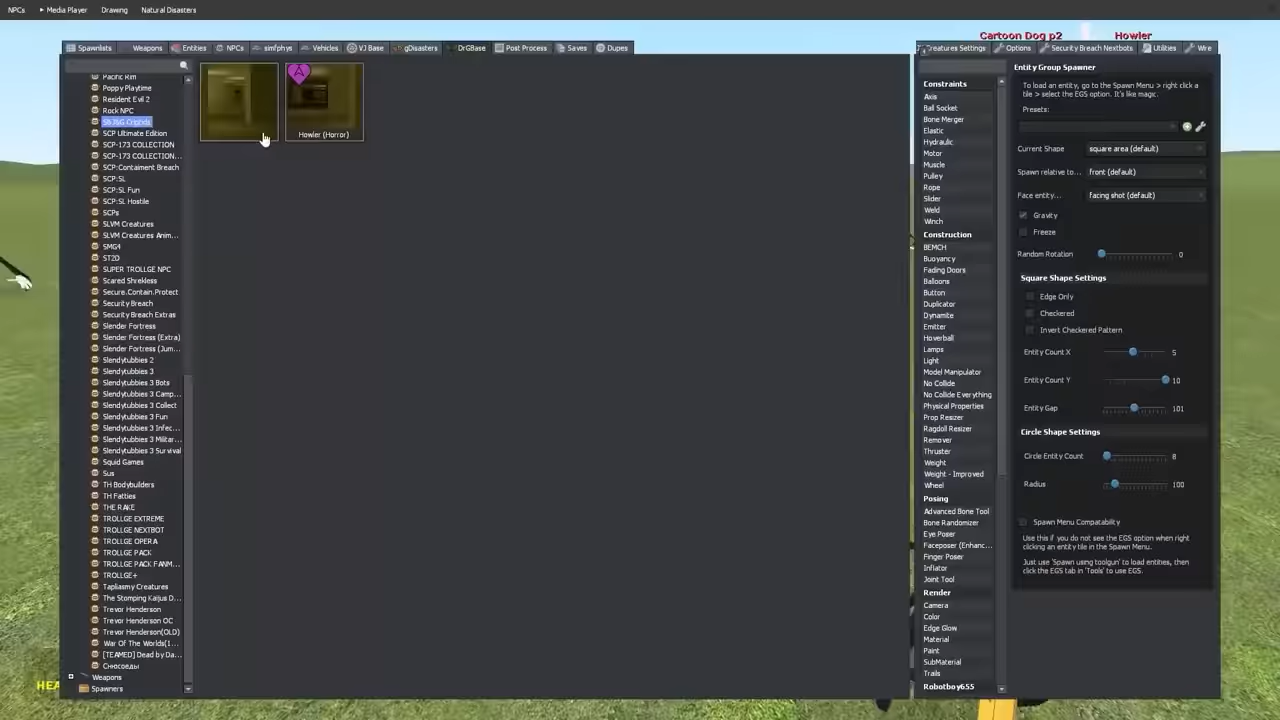 NPCs Media Player Drawing Natural Disasters
Cartoon Dog p2 Howler
Spawnlists Weapons Entities NPCs simfphys Vehicles VJ Base gDisasters DrGBase Post Process Saves Dupes
Creatures Settings Options Security Breach Nextbots Utilities Wire
Pacific Rim
Poppy Playtime
Resident Evil 2
Rock NPC
SCP Ultimate Edition
SCP-173 COLLECTION
SCP-173 COLLECTION...
SCP:Containment Breach
SCP:SL
SCP:SL Fun
SCP:SL Hostile
SCPs
SLVM Creatures
SLVM Creatures Anim...
SMG4
ST2D
SUPER TROLLGE NPC
Scared Shrekless
Secure.Contain.Protect
Security Breach
Security Breach Extras
Slender Fortress
Slender Fortress (Extra)
Slender Fortress (Jum...
Slendytubbies 2
Slendytubbies 3
Slendytubbies 3 Bots
Slendytubbies 3 Camp...
Slendytubbies 3 Collect
Slendytubbies 3 Fun
Slendytubbies 3 Infec...
Slendytubbies 3 Militar...
Slendytubbies 3 Survival
Squid Games
Sus
TH Bodybuilders
TH Fatties
THE RAKE
TROLLGE EXTREME
TROLLGE NEXTBOT
TROLLGE OPERA
TROLLGE PACK
TROLLGE PACK FANM...
TROLLGE+
Tapliasmy Creatures
The Stomping Kaijus D...
Trevor Henderson
Trevor Henderson OC
Trevor Henderson(OLD)
War Of The Worlds(1...
[TEAMED] Dead by Da...
Сносоеды
Weapons
Spawners
HEA
A
Howler (Horror)
Constraints
Axis
Ball Socket
Bone Merger
Elastic
Hydraulic
Motor
Muscle
Pulley
Rope
Slider
Weld
Winch
Construction
BEMCH
Buoyancy
Fading Doors
Balloons
Button
Duplicator
Dynamite
Emitter
Hoverball
Lamps
Light
Model Manipulator
No Collide
No Collide Everything
Physical Properties
Prop Resizer
Ragdoll Resizer
Remover
Thruster
Weight
Weight - Improved
Wheel
Posing
Advanced Bone Tool
Bone Randomizer
Eye Poser
Faceposer (Enhanc...
Finger Poser
Inflator
Joint Tool
Render
Camera
Color
Edge Glow
Material
Paint
SubMaterial
Trails
Robotboy655
Entity Group Spawner
To load an entity, go to the Spawn Menu > right click a
tile > select the EGS option. It's like magic.
Presets:
Current Shape square area (default)
Spawn relative to... front (default)
Face entity... facing shot (default)
Gravity
Freeze
Random Rotation 0
Square Shape Settings
Edge Only
Checkered
Invert Checkered Pattern
Entity Count X 5
Entity Count Y 10
Entity Gap 101
Circle Shape Settings
Circle Entity Count 8
Radius 100
Spawn Menu Compatability
Use this if you do not see the EGS option when right
clicking an entity tile in the Spawn Menu.
Just use 'Spawn using toolgun' to load entities, then
click the EGS tab in 'Tools' to use EGS.